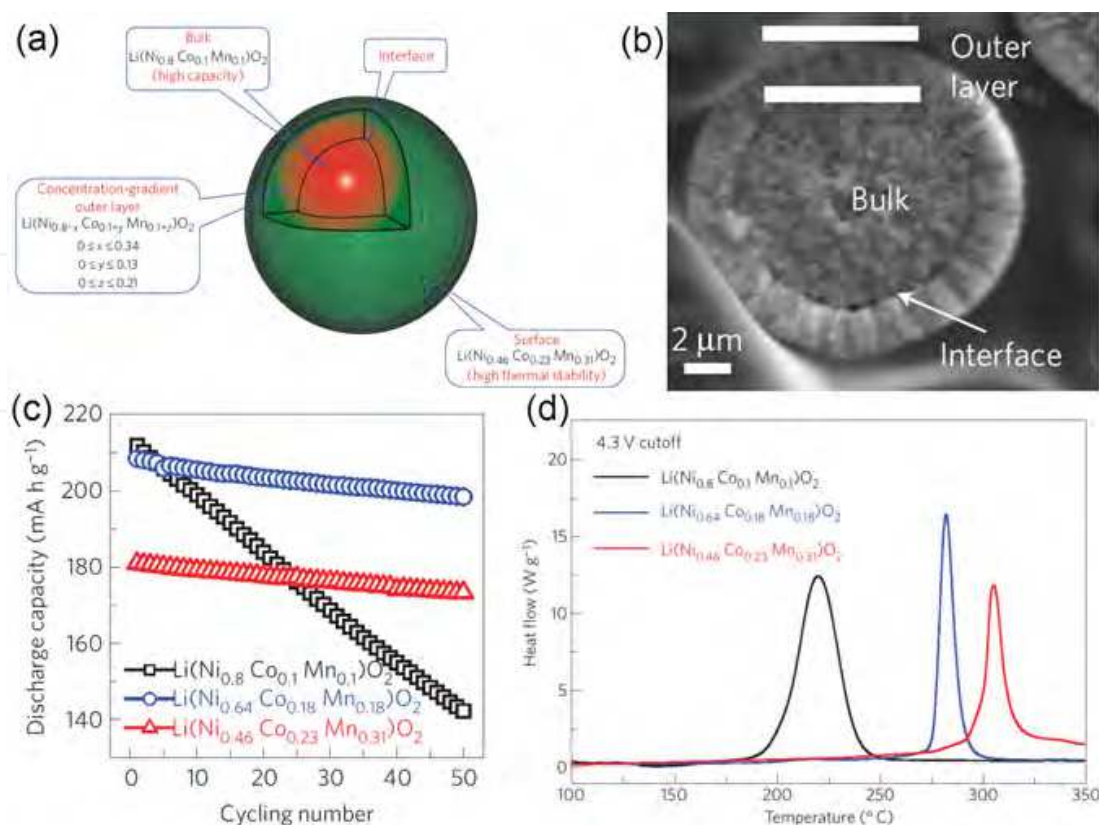 (a)
Bulk
Li(Ni0.8 Co0.1 Mn0.1)O2
(high capacity)
Interface
Concentration-gradient
outer layer
Li(Ni0.8-x Co0.1+y Mn0.1+z)O2
0 ≤ x ≤ 0.34
0 ≤ y ≤ 0.13
0 ≤ z ≤ 0.21
Surface
Li(Ni0.46 Co0.23 Mn0.31)O2
(high thermal stability)
(b)
Outer
layer
Bulk
2 μm
Interface
(c)
Discharge capacity (mA h g⁻¹)
220
200
180
160
140
Li(Ni0.8 Co0.1 Mn0.1)O2
Li(Ni0.64 Co0.18 Mn0.18)O2
Li(Ni0.46 Co0.23 Mn0.31)O2
0 10 20 30 40 50
Cycling number
(d)
4.3 V cutoff
Li(Ni0.8 Co0.1 Mn0.1)O2
Li(Ni0.64 Co0.18 Mn0.18)O2
Li(Ni0.46 Co0.23 Mn0.31)O2
Heat flow (W g⁻¹)
20
15
10
5
0
100 150 200 250 300 350
Temperature (° C)